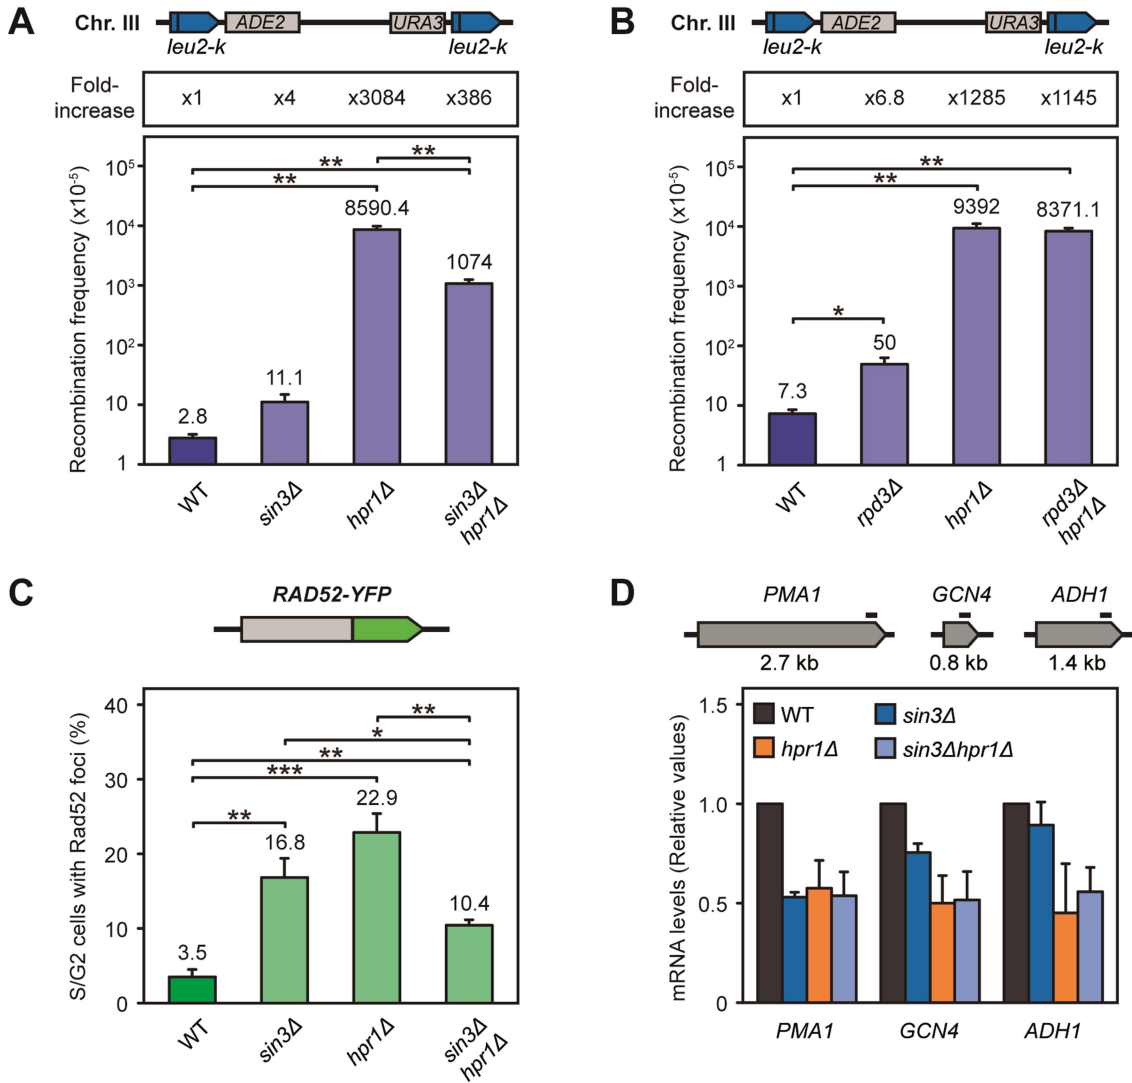 A
Chr. III
ADE2
URA3
leu2-k
leu2-k
Fold-
increase
x1
x4
x3084
x386
Recombination frequency (x10⁻⁵)
10⁵
10⁴
10³
10²
10
1
**
**
**
2.8
11.1
8590.4
1074
WT
sin3Δ
hpr1Δ
sin3Δ
hpr1Δ
B
Chr. III
ADE2
URA3
leu2-k
leu2-k
Fold-
increase
x1
x6.8
x1285
x1145
Recombination frequency (x10⁻⁵)
10⁵
10⁴
10³
10²
10
1
**
**
*
7.3
50
9392
8371.1
WT
rpd3Δ
hpr1Δ
rpd3Δ
hpr1Δ
C
RAD52-YFP
S/G2 cells with Rad52 foci (%)
40
30
20
10
0
**
*
**
***
**
3.5
16.8
22.9
10.4
WT
sin3Δ
hpr1Δ
sin3Δ
hpr1Δ
D
PMA1
GCN4
ADH1
2.7 kb
0.8 kb
1.4 kb
mRNA levels (Relative values)
1.5
1.0
0.5
0
WT
sin3Δ
hpr1Δ
sin3Δhpr1Δ
PMA1
GCN4
ADH1